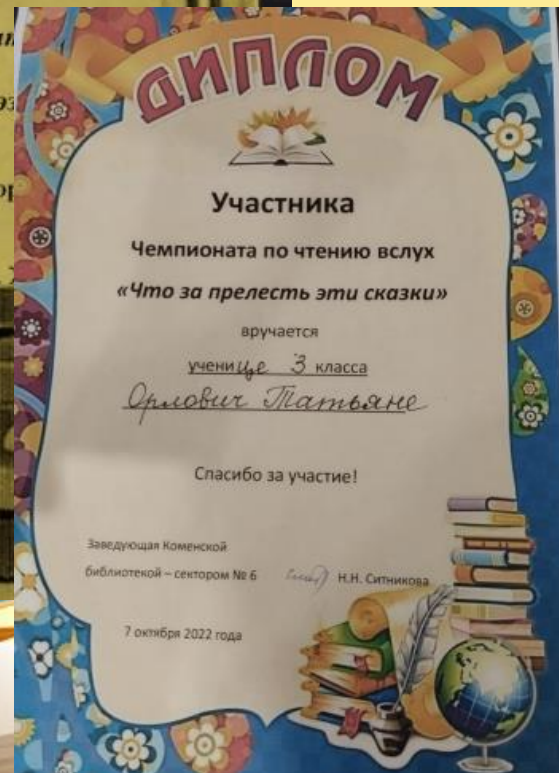 ДИПЛОМ
Участника
Чемпионата по чтению вслух
«Что за прелесть эти сказки»
вручается
ученице 3 класса
Орлович Татьяне
Спасибо за участие!
Заведующая Коменской
библиотекой – сектором № 6 Н.Н. Ситникова
7 октября 2022 года